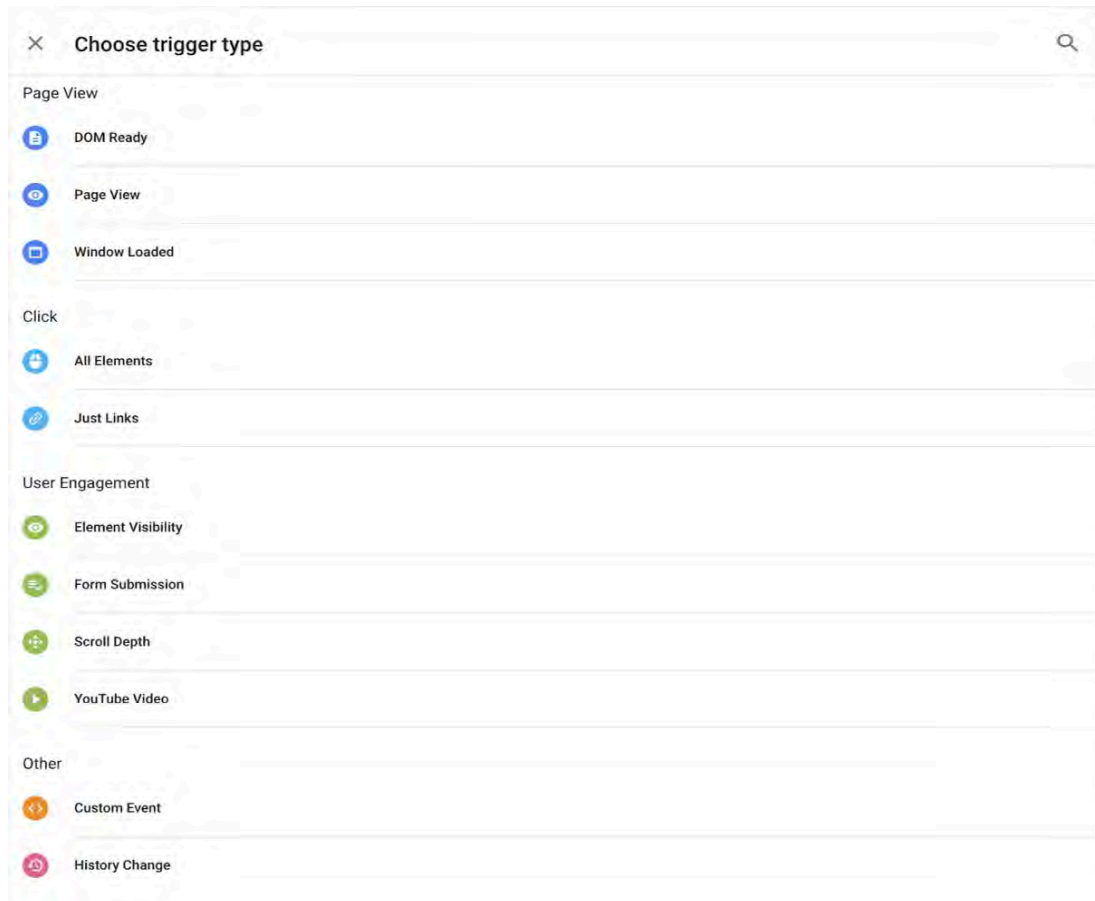 Choose trigger type
Page View
DOM Ready
Page View
Window Loaded
Click
All Elements
Just Links
User Engagement
Element Visibility
Form Submission
Scroll Depth
YouTube Video
Other
Custom Event
History Change